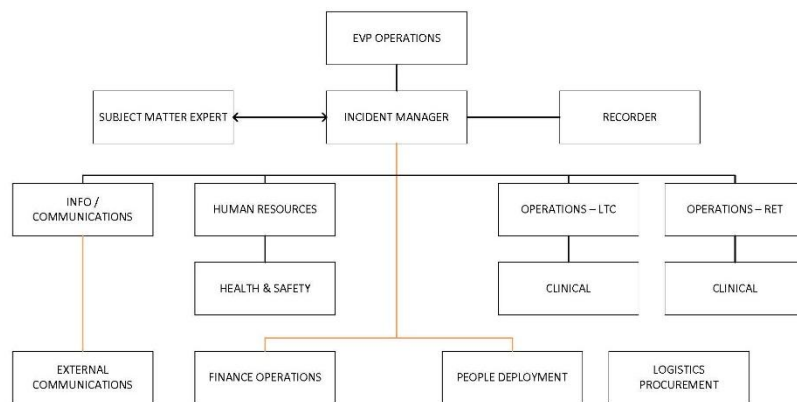 EVP OPERATIONS
SUBJECT MATTER EXPERT
INCIDENT MANAGER
RECORDER
INFO /
COMMUNICATIONS
HUMAN RESOURCES
OPERATIONS – LTC
OPERATIONS – RET
HEALTH & SAFETY
CLINICAL
CLINICAL
EXTERNAL
COMMUNICATIONS
FINANCE OPERATIONS
PEOPLE DEPLOYMENT
LOGISTICS
PROCUREMENT